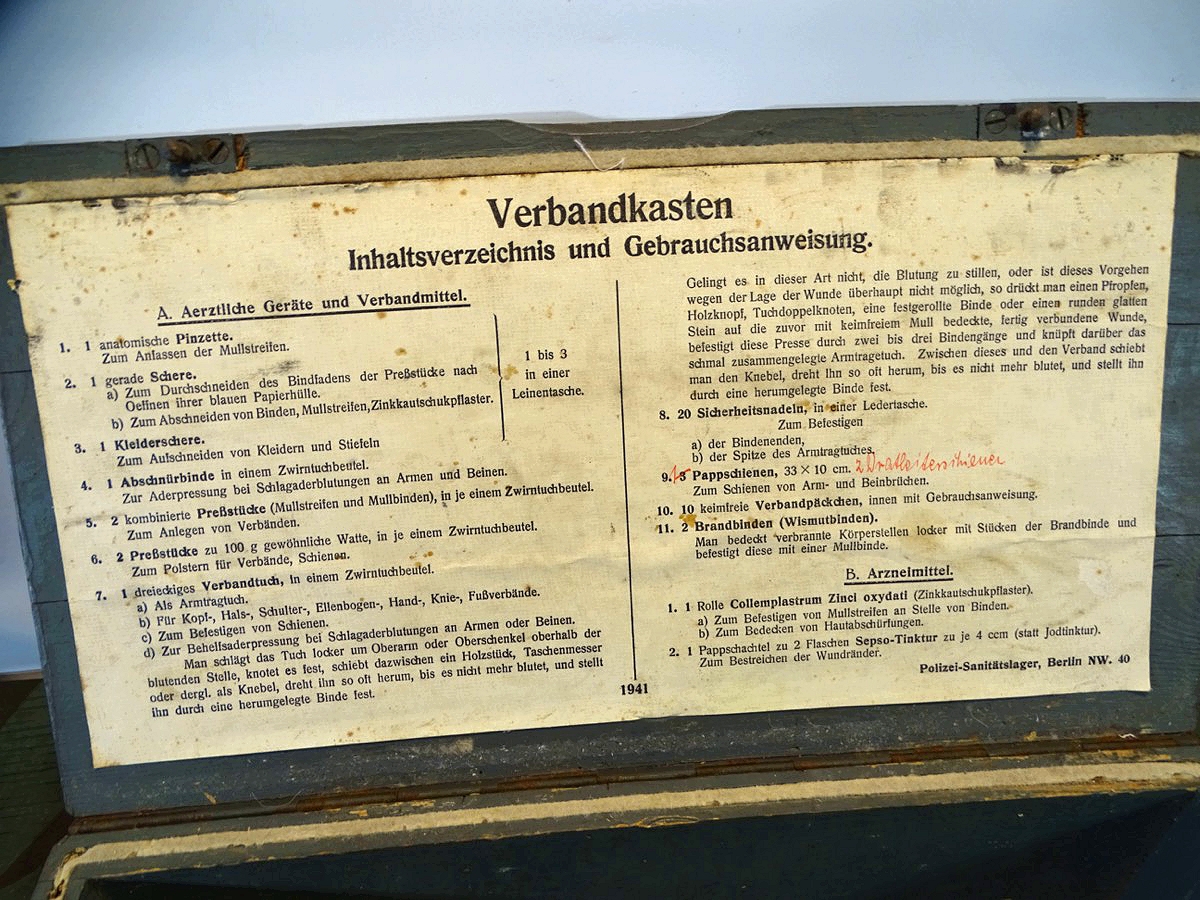 Verbandkasten
Inhaltsverzeichnis und Gebrauchsanweisung.
A. Aerztliche Geräte und Verbandmittel.
1. 1 anatomische Pinzette.
Zum Anfassen der Mullstreifen.
2. 1 gerade Schere.
a) Zum Durchschneiden des Bindfadens der Preßstücke nach
Oeffnen ihrer blauen Papierhülle.
b) Zum Abschneiden von Binden, Mullstreifen, Zinkkautschukpflaster.
3. 1 Kleiderschere.
Zum Aufschneiden von Kleidern und Stiefeln
1 bis 3
in einer
Leinentasche.
4. 1 Abschnürbinde in einem Zwirntuchbeutel.
Zur Aderpressung bei Schlagaderblutungen an Armen und Beinen.
5. 2 kombinierte Preßstücke (Mullstreifen und Mullbinden), in je einem Zwirntuchbeutel.
Zum Anlegen von Verbänden.
6. 2 Preßstücke zu 100 g gewöhnliche Watte, in je einem Zwirntuchbeutel.
Zum Polstern für Verbände, Schienen.
7. 1 dreieckiges Verbandtuch, in einem Zwirntuchbeutel.
a) Als Armtragtuch.
b) Für Kopf-, Hals-, Schulter-, Ellenbogen-, Hand-, Knie-, Fußverbände.
c) Zum Befestigen von Schienen.
d) Zur Behelfsaderpressung bei Schlagaderblutungen an Armen oder Beinen.
Man schlägt das Tuch locker um Oberarm oder Oberschenkel oberhalb der
blutenden Stelle, knotet es fest, schiebt dazwischen ein Holzstück, Taschenmesser
oder dergl. als Knebel, dreht ihn so oft herum, bis es nicht mehr blutet, und stellt
ihn durch eine herumgelegte Binde fest.
Gelingt es in dieser Art nicht, die Blutung zu stillen, oder ist dieses Vorgehen
wegen der Lage der Wunde überhaupt nicht möglich, so drückt man einen Pfropfen,
Holzknopf, Tuchdoppelknoten, eine festgerollte Binde oder einen runden glatten
Stein auf die zuvor mit keimfreiem Mull bedeckte, fertig verbundene Wunde,
befestigt diese Presse durch zwei bis drei Bindengänge und knüpft darüber das
schmal zusammengelegte Armtragetuch. Zwischen dieses und den Verband schiebt
man den Knebel, dreht ihn so oft herum, bis es nicht mehr blutet, und stellt ihn
durch eine herumgelegte Binde fest.
8. 20 Sicherheitsnadeln, in einer Ledertasche.
Zum Befestigen
a) der Bindenenden,
b) der Spitze des Armtragtuches,
9. 5 Pappschienen, 33 × 10 cm. 2 Dratleiterschienen
Zum Schienen von Arm- und Beinbrüchen.
10. 10 keimfreie Verbandpäckchen, innen mit Gebrauchsanweisung.
11. 2 Brandbinden (Wismutbinden).
Man bedeckt verbrannte Körperstellen locker mit Stücken der Brandbinde und
befestigt diese mit einer Mullbinde.
B. Arzneimittel.
1. 1 Rolle Collemplastrum Zinci oxydati (Zinkkautschukpflaster).
a) Zum Befestigen von Mullstreifen an Stelle von Binden.
b) Zum Bedecken von Hautabschürfungen.
2. 1 Pappschachtel zu 2 Flaschen Sepso-Tinktur zu je 4 ccm (statt Jodtinktur).
Zum Bestreichen der Wundränder.
Polizei-Sanitätslager, Berlin NW. 40
1941